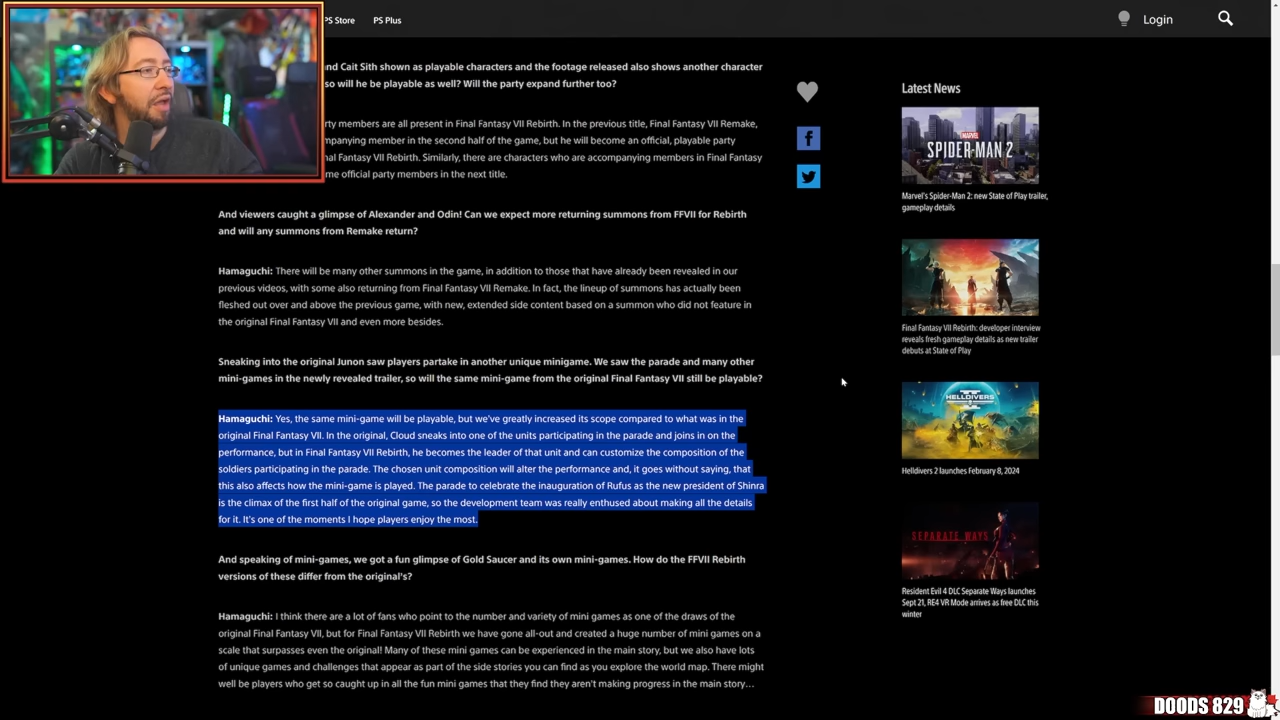 PS Store
PS Plus
Login
and Cait Sith shown as playable characters and the footage released also shows another character
so will he be playable as well? Will the party expand further too?
members are all present in Final Fantasy VII Rebirth. In the previous title, Final Fantasy VII Remake,
member in the second half of the game, but he will become an official, playable party
Fantasy VII Rebirth. Similarly, there are characters who are accompanying members in Final Fantasy
official party members in the next title.
And viewers caught a glimpse of Alexander and Odin! Can we expect more returning summons from FFVII for Rebirth
and will any summons from Remake return?
Hamaguchi: There will be many other summons in the game, in addition to those that have already been revealed in our
previous videos, with some also returning from Final Fantasy VII Remake. In fact, the lineup of summons has actually been
fleshed out over and above the previous game, with new, extended side content based on a summon who did not feature in
the original Final Fantasy VII and even more besides.
Sneaking into the original Junon saw players partake in another unique minigame. We saw the parade and many other
mini-games in the newly revealed trailer, so will the same mini-game from the original Final Fantasy VII still be playable?
Hamaguchi: Yes, the same mini-game will be playable, but we've greatly increased its scope compared to what was in the
original Final Fantasy VII. In the original, Cloud sneaks into one of the units participating in the parade and joins in on the
performance, but in Final Fantasy VII Rebirth, he becomes the leader of that unit and can customize the composition of the
soldiers participating in the parade. The chosen unit composition will alter the performance and, it goes without saying, that
this also affects how the mini-game is played. The parade to celebrate the inauguration of Rufus as the new president of Shinra
is the climax of the first half of the original game, so the development team was really enthused about making all the details
for it. It's one of the moments I hope players enjoy the most.
And speaking of mini-games, we got a fun glimpse of Gold Saucer and its own mini-games. How do the FFVII Rebirth
versions of these differ from the original's?
Hamaguchi: I think there are a lot of fans who point to the number and variety of mini games as one of the draws of the
original Final Fantasy VII, but for Final Fantasy VII Rebirth we have gone all-out and created a huge number of mini games on a
scale that surpasses even the original! Many of these mini games can be experienced in the main story, but we also have lots
of unique games and challenges that appear as part of the side stories you can find as you explore the world map. There might
well be players who get so caught up in all the fun mini games that they find they aren't making progress in the main story…
Latest News
MARVEL
SPIDER-MAN 2
Marvel's Spider-Man 2: new State of Play trailer,
gameplay details
Final Fantasy VII Rebirth: developer interview
reveals fresh gameplay details as new trailer
debuts at State of Play
HELLDIVERS
Helldivers 2 launches February 8, 2024
SEPARATE WAYS
Resident Evil 4 DLC Separate Ways launches
Sept 21, RE4 VR Mode arrives as free DLC this
winter
DOODS 829